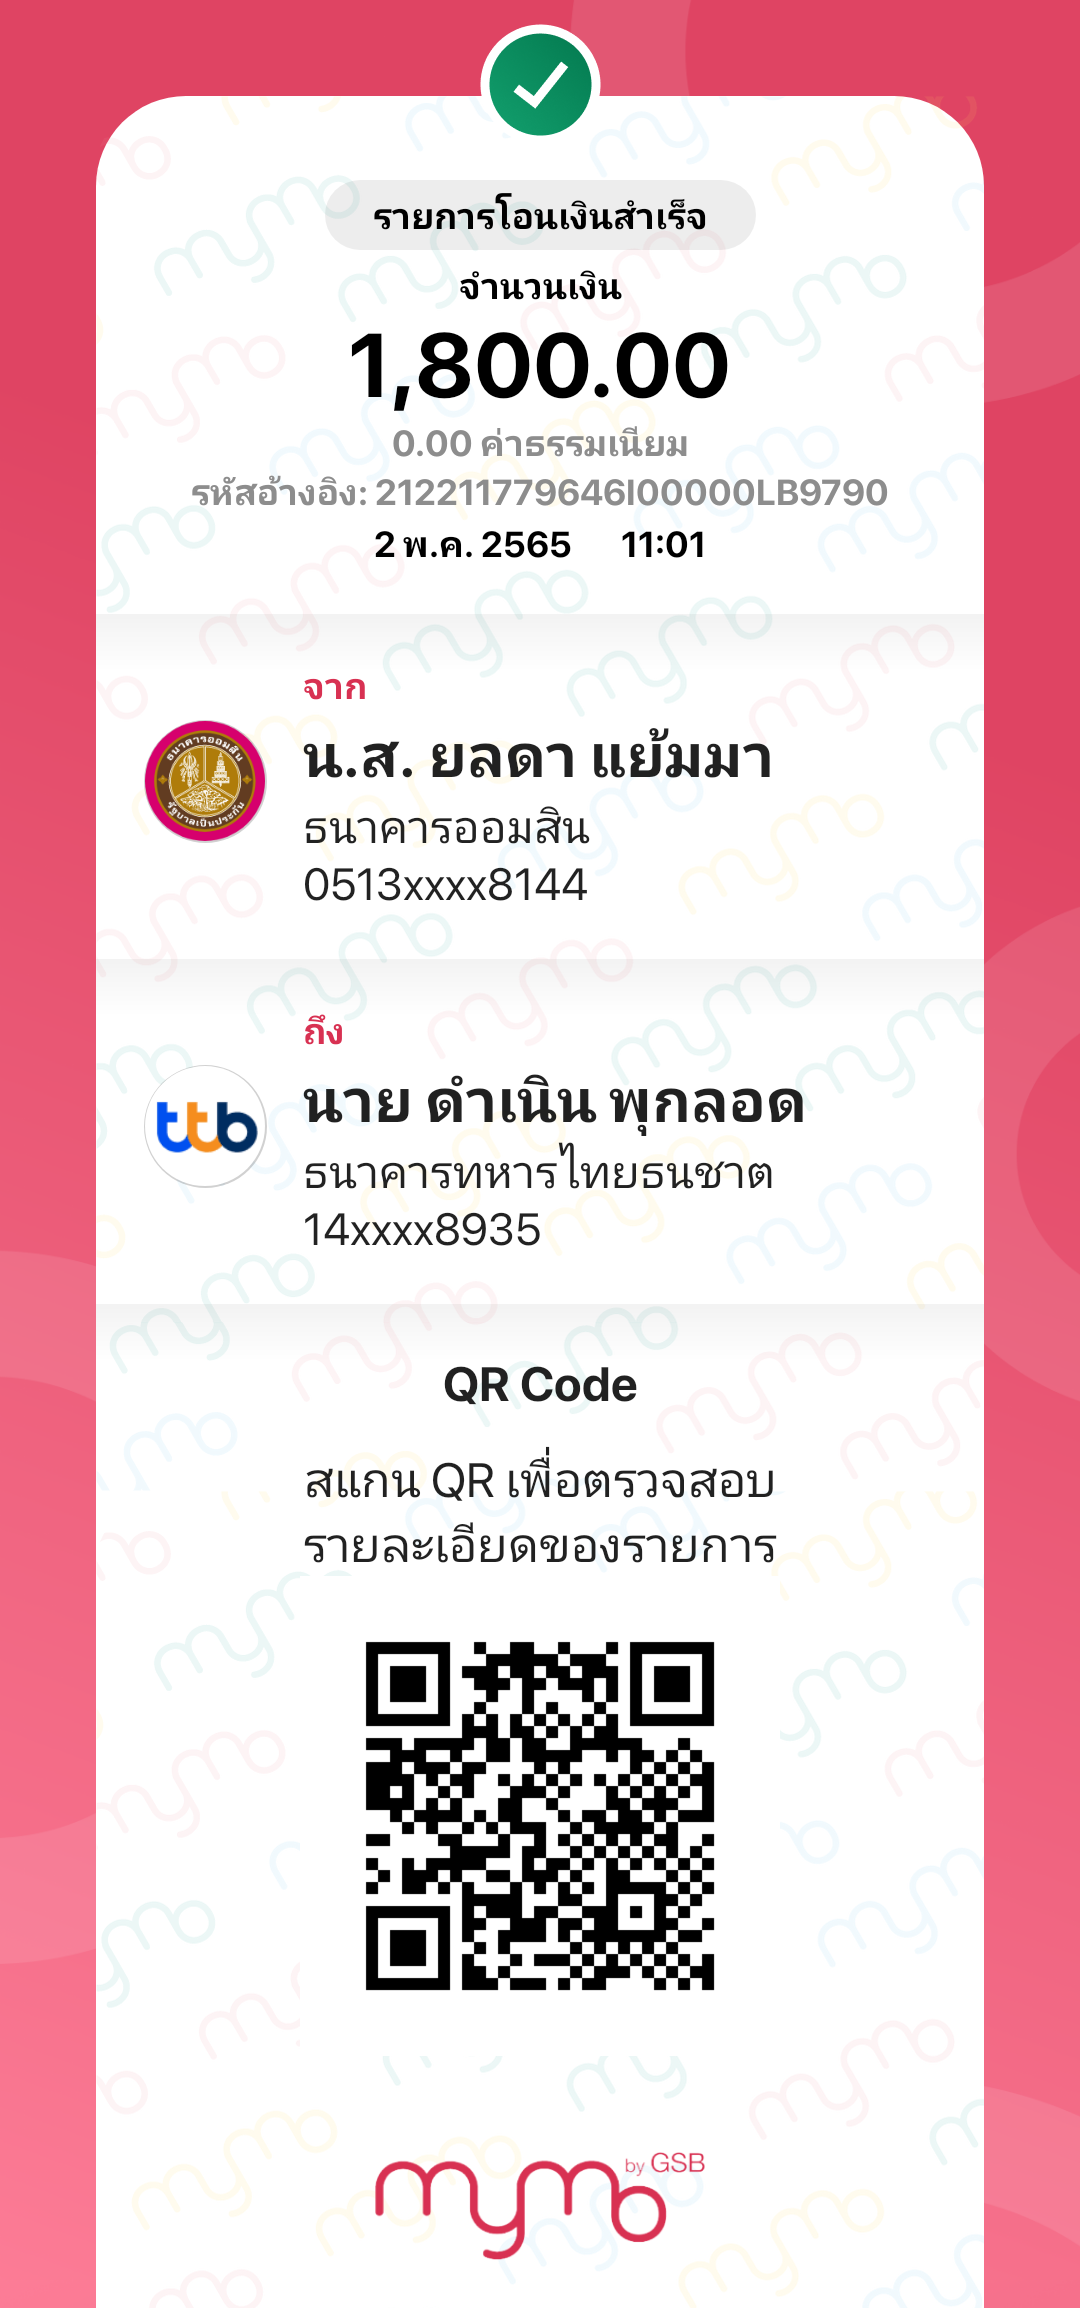 รายการโอนเงินสำเร็จ
จำนวนเงิน
1,800.00
0.00 ค่าธรรมเนียม
รหัสอ้างอิง: 212211779646I00000LB9790
2 พ.ค. 2565 11:01
จาก
น.ส. ยลดา แย้มมา
ธนาคารออมสิน
0513xxxx8144
ธนาคารออมสิน
รัฐบาลเป็นประกัน
ถึง
ttb
นาย ดำเนิน พุกลอด
ธนาคารทหารไทยธนชาต
14xxxx8935
QR Code
สแกน QR เพื่อตรวจสอบ
รายละเอียดของรายการ
mymo by GSB